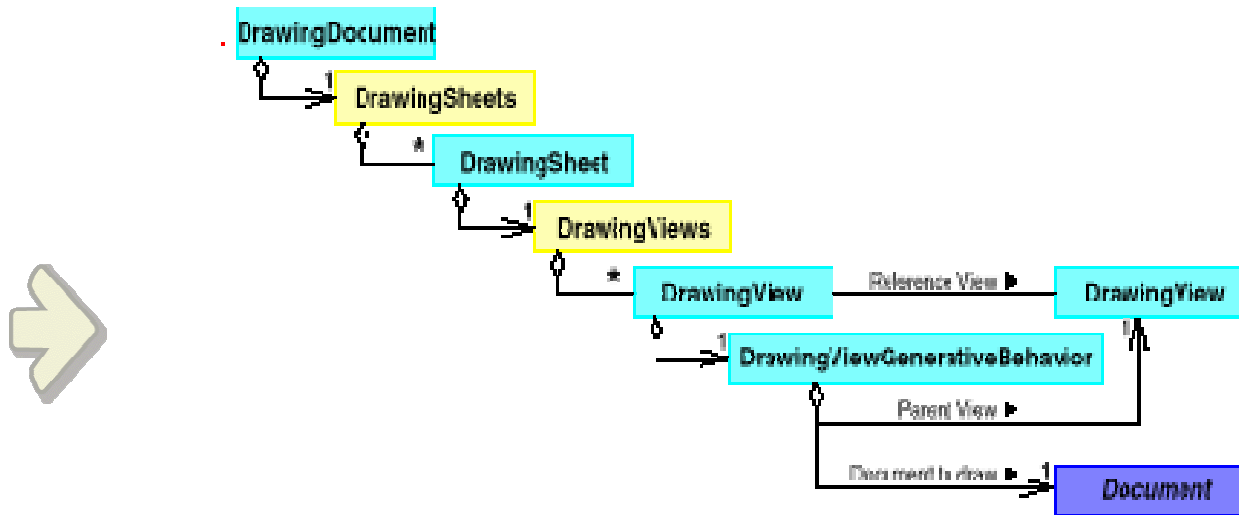 DrawingDocument
1
DrawingSheets
*
DrawingSheet
1
DrawingViews
*
DrawingView
Reference View ▶
DrawingView
1
1
DrawingViewGenerativeBehavior
Parent View ▶
Document to draw ▶
1
Document